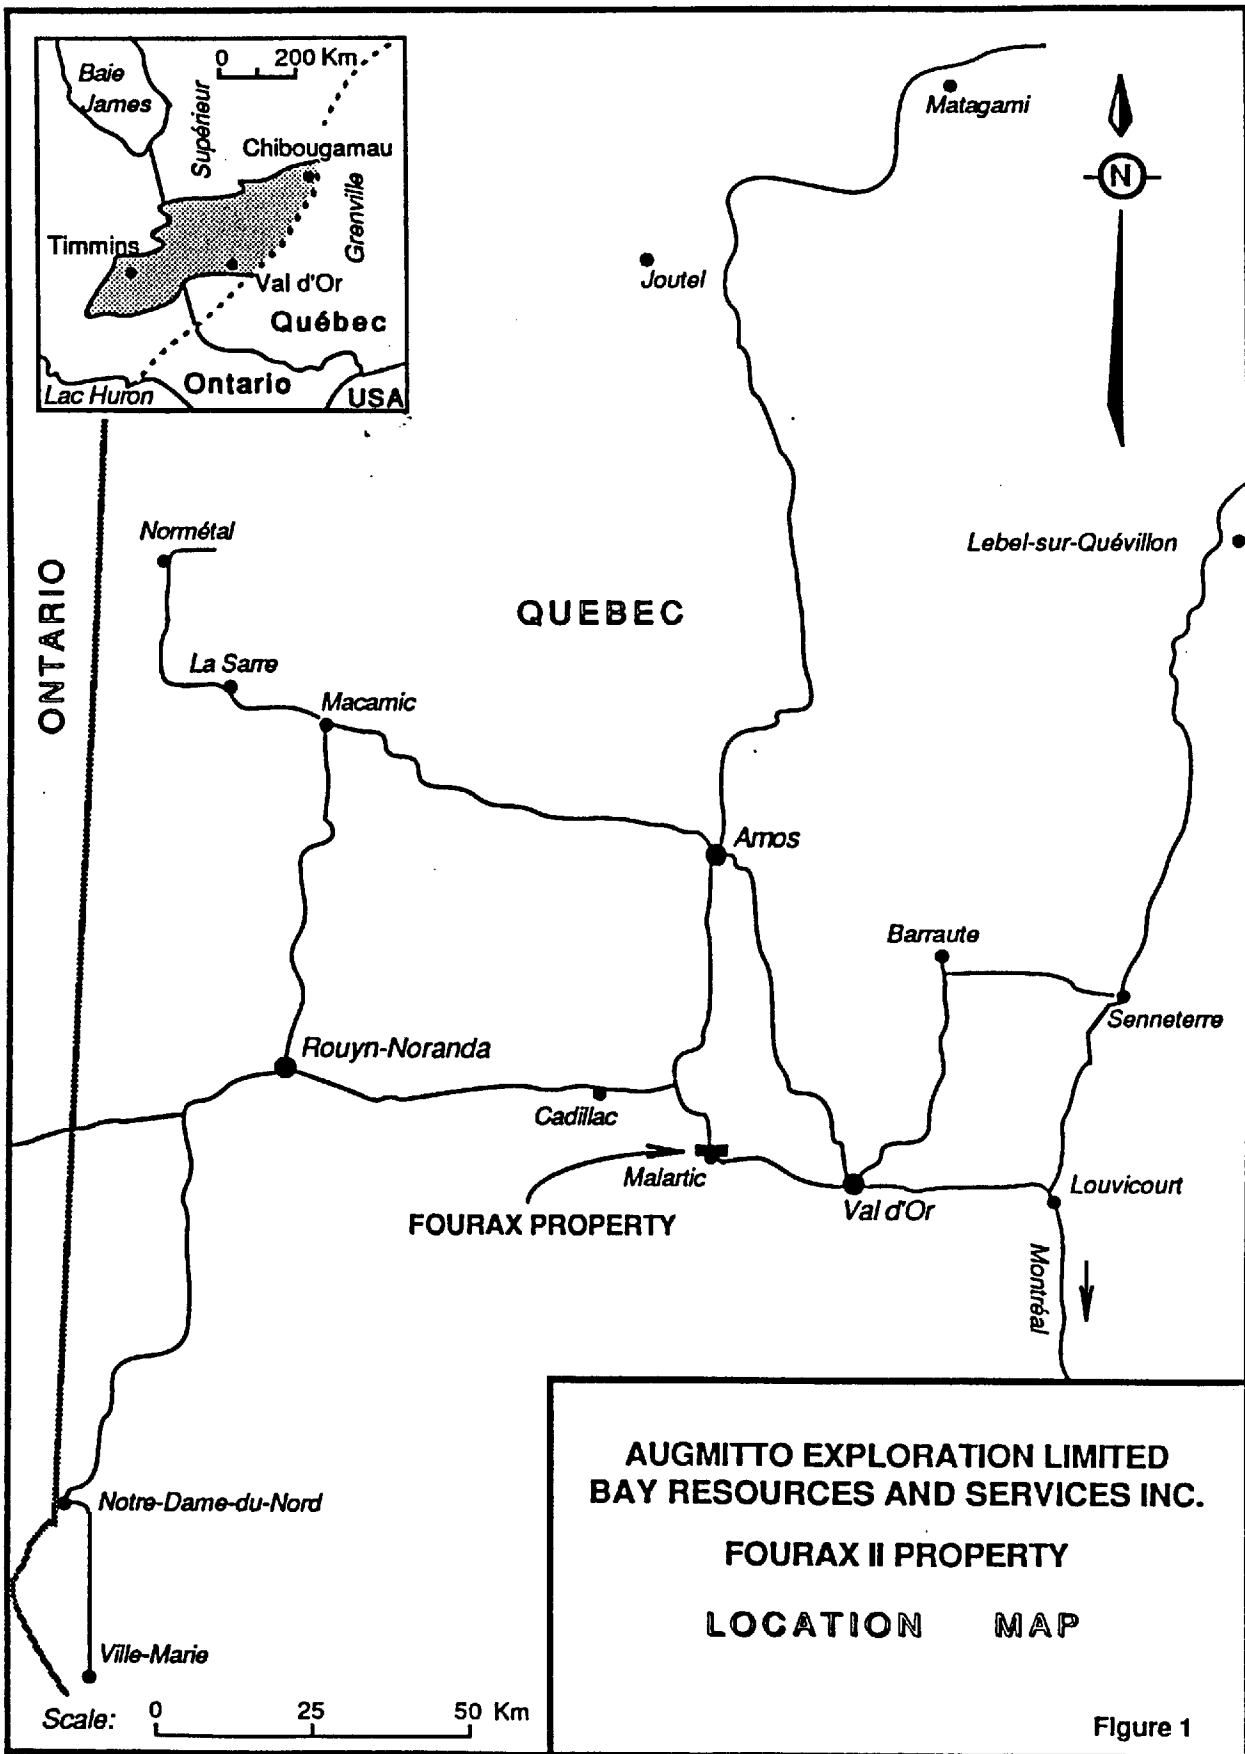 0 200 Km
Baie
James
Supérieur
Chibougamau
Grenville
Timmins
Val d'Or
Québec
Ontario
Lac Huron
USA
Matagami
N
Joutel
Normétal
Lebel-sur-Quévillon
ONTARIO
QUEBEC
La Sarre
Macamic
Amos
Barraute
Senneterre
Rouyn-Noranda
Cadillac
Malartic
Louvicourt
Val d'Or
FOURAX PROPERTY
Montréal
AUGMITTO EXPLORATION LIMITED
BAY RESOURCES AND SERVICES INC.
FOURAX II PROPERTY
LOCATION MAP
Notre-Dame-du-Nord
Ville-Marie
Scale: 0 25 50 Km
Figure 1